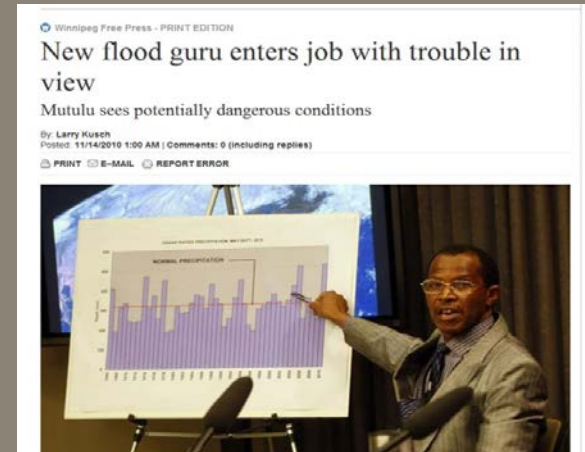 Winnipeg Free Press - PRINT EDITION
New flood guru enters job with trouble in
view
Mutulu sees potentially dangerous conditions
By: Larry Kusch
Posted: 11/14/2010 1:00 AM | Comments: 0 (including replies)
PRINT E-MAIL REPORT ERROR
NORMAL PRECIPITATION